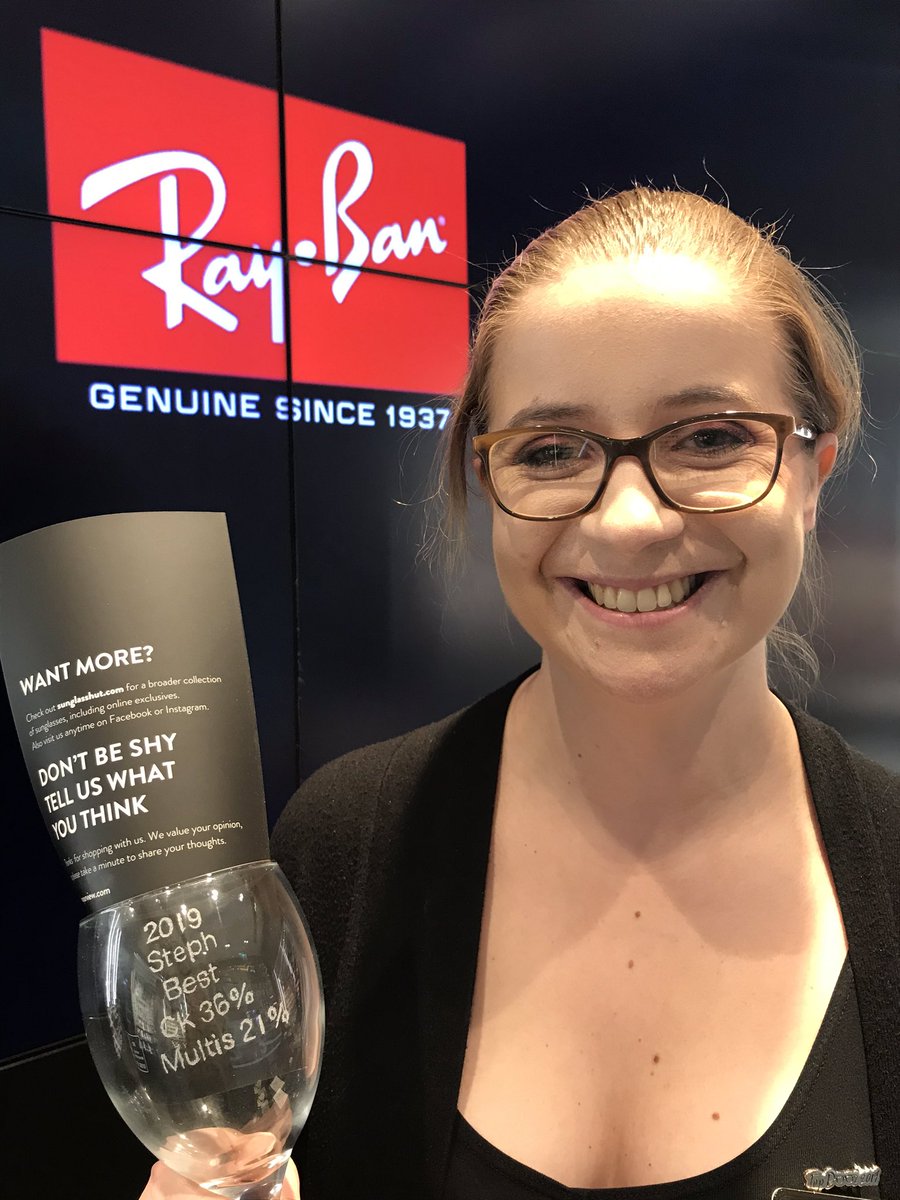 Ray-Ban
GENUINE SINCE 1937
WANT MORE?
Check out sunglasshut.com for a broader collection
of sunglasses, including online exclusives.
Also visit us anytime on Facebook or Instagram.
DON'T BE SHY
TELL US WHAT
YOU THINK
for shopping with us. We value your opinion,
take a minute to share your thoughts.
2019
Steph
Best
CK 36%
Multis 21%
Top